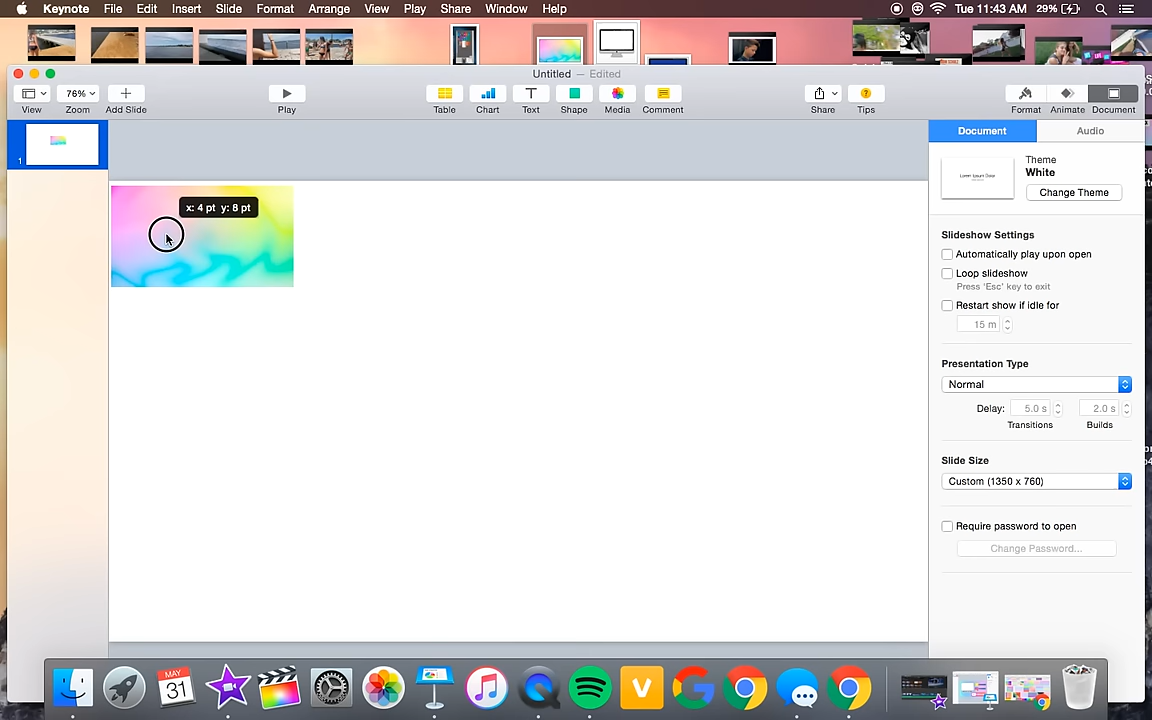 Keynote File Edit Insert Slide Format Arrange View Play Share Window Help
Tue 11:43 AM 29%
Untitled — Edited
76%
View Zoom Add Slide Play Table Chart Text Shape Media Comment Share Tips Format Animate Document
1
x: 4 pt y: 8 pt
Document Audio
Lorem Ipsum Dolor
Theme
White
Change Theme
Slideshow Settings
Automatically play upon open
Loop slideshow
Press 'Esc' key to exit
Restart show if idle for
15 m
Presentation Type
Normal
Delay: 5.0 s 2.0 s
Transitions Builds
Slide Size
Custom (1350 x 760)
Require password to open
Change Password...
MAY
31